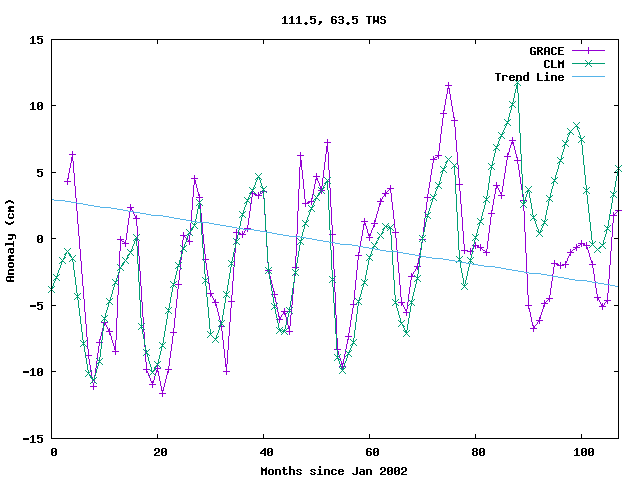 111.5, 63.5 TWS
GRACE
CLM
Trend Line
15
10
5
0
-5
-10
-15
Anomaly (cm)
0 20 40 60 80 100
Months since Jan 2002